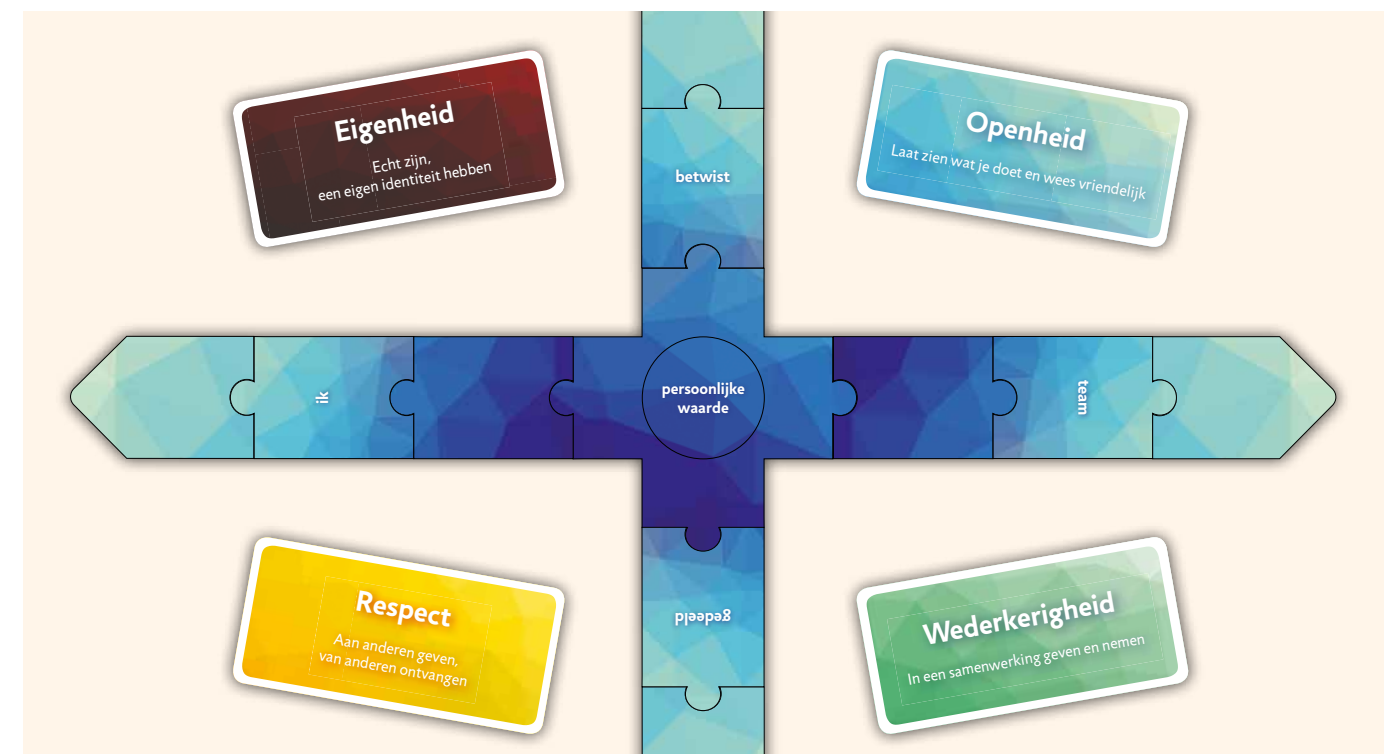 Eigenheid
Echt zijn,
een eigen identiteit hebben
betwist
Openheid
Laat zien wat je doet en wees vriendelijk
ik
persoonlijke
waarde
team
Respect
Aan anderen geven,
van anderen ontvangen
gedeeld
Wederkerigheid
In een samenwerking geven en nemen